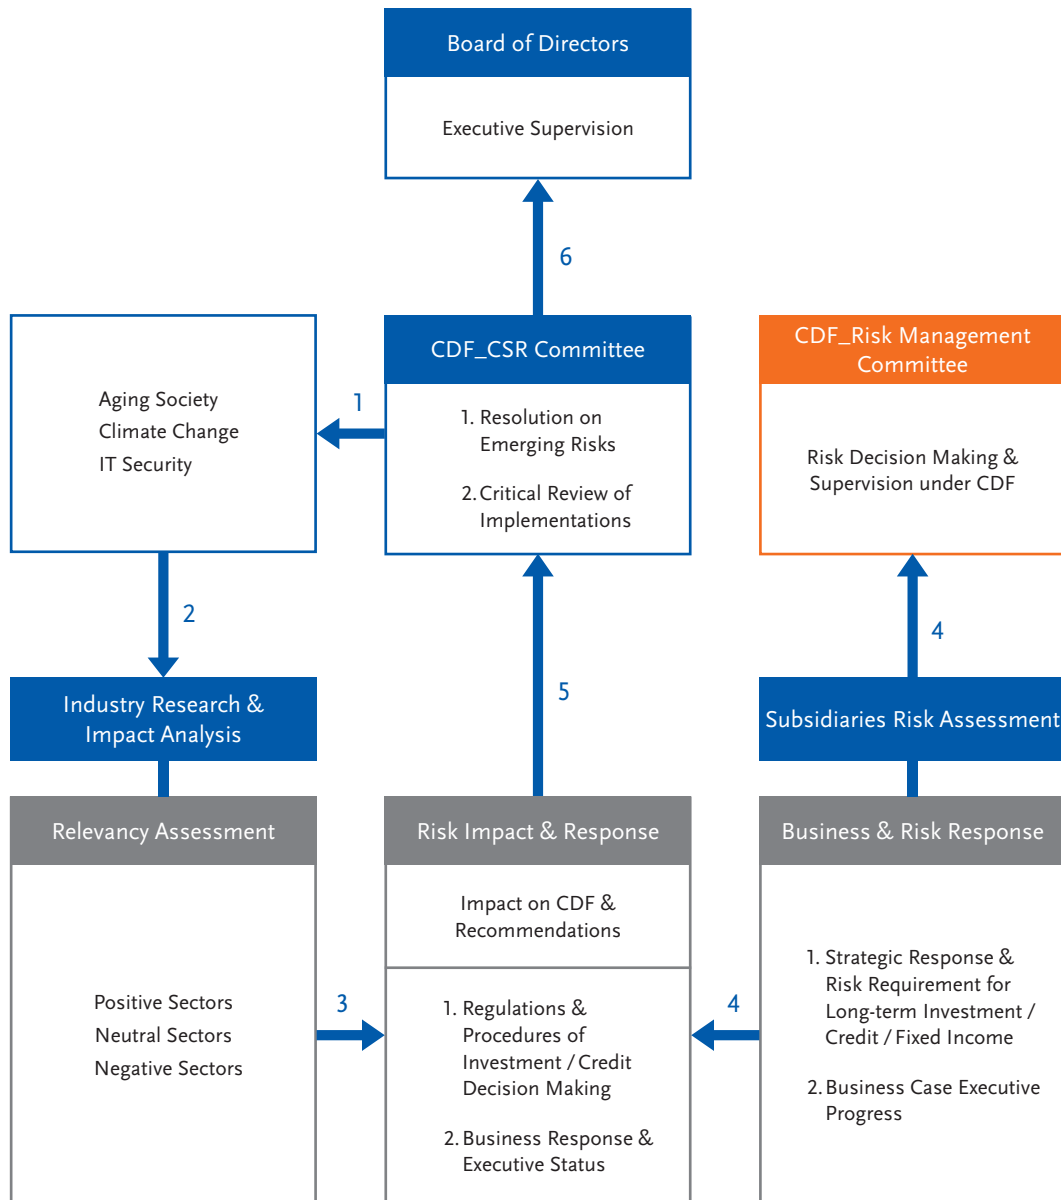 Board of Directors
Executive Supervision
6
Aging Society
Climate Change
IT Security
1
CDF_CSR Committee
1. Resolution on
Emerging Risks
2. Critical Review of
Implementations
CDF_Risk Management
Committee
Risk Decision Making &
Supervision under CDF
2
5
4
Industry Research &
Impact Analysis
Subsidiaries Risk Assessment
Relevancy Assessment
Positive Sectors
Neutral Sectors
Negative Sectors
3
Risk Impact & Response
Impact on CDF &
Recommendations
1. Regulations &
Procedures of
Investment / Credit
Decision Making
2. Business Response &
Executive Status
4
Business & Risk Response
1. Strategic Response &
Risk Requirement for
Long-term Investment /
Credit / Fixed Income
2. Business Case Executive
Progress